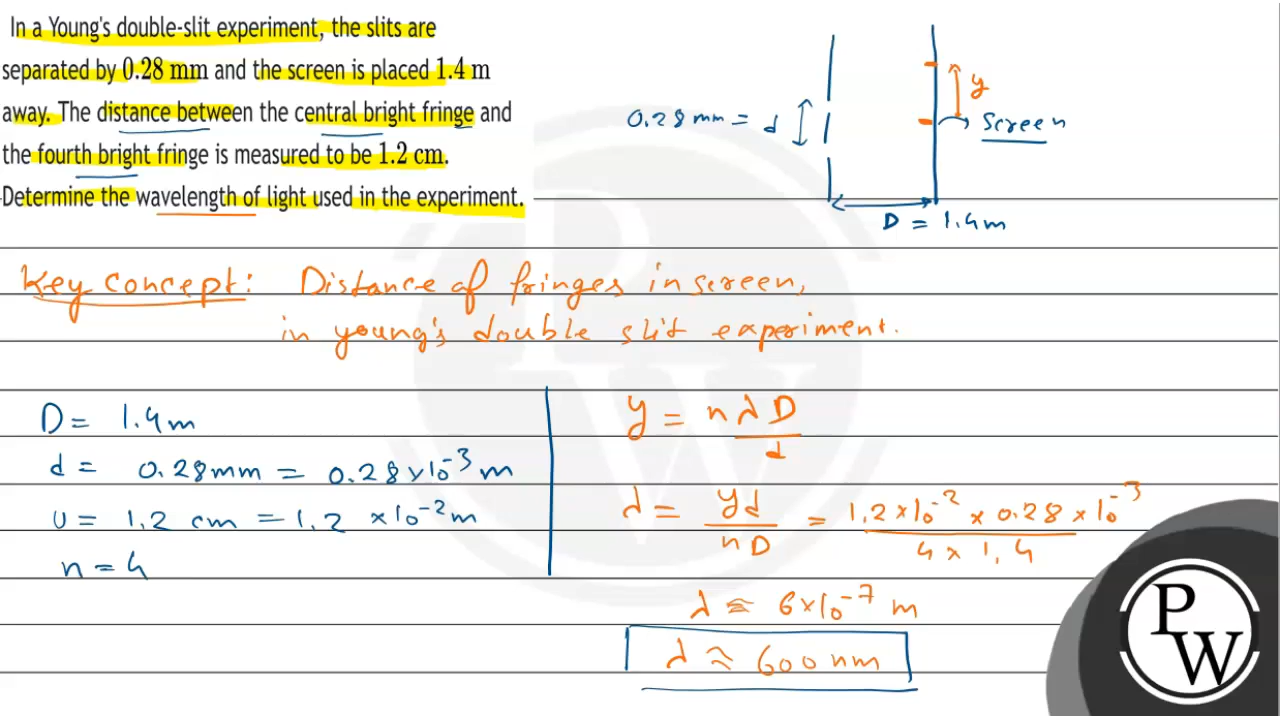 In a Young's double-slit experiment, the slits are
separated by 0.28 mm and the screen is placed 1.4 m
away. The distance between the central bright fringe and
the fourth bright fringe is measured to be 1.2 cm.
Determine the wavelength of light used in the experiment.
0.28 mm = d
y
Screen
D = 1.4m
Key concept: Distance of fringes in screen,
in young's double slit experiment.
D = 1.4m
d = 0.28mm = 0.28×10⁻³ m
υ = 1.2 cm = 1.2 ×10⁻² m
n = 4
y = nλD/d
λ = yd/nD = 1.2×10⁻² × 0.28×10⁻³/4 × 1.4
λ ≈ 6×10⁻⁷ m
λ ≈ 600 nm
P
W
P
W